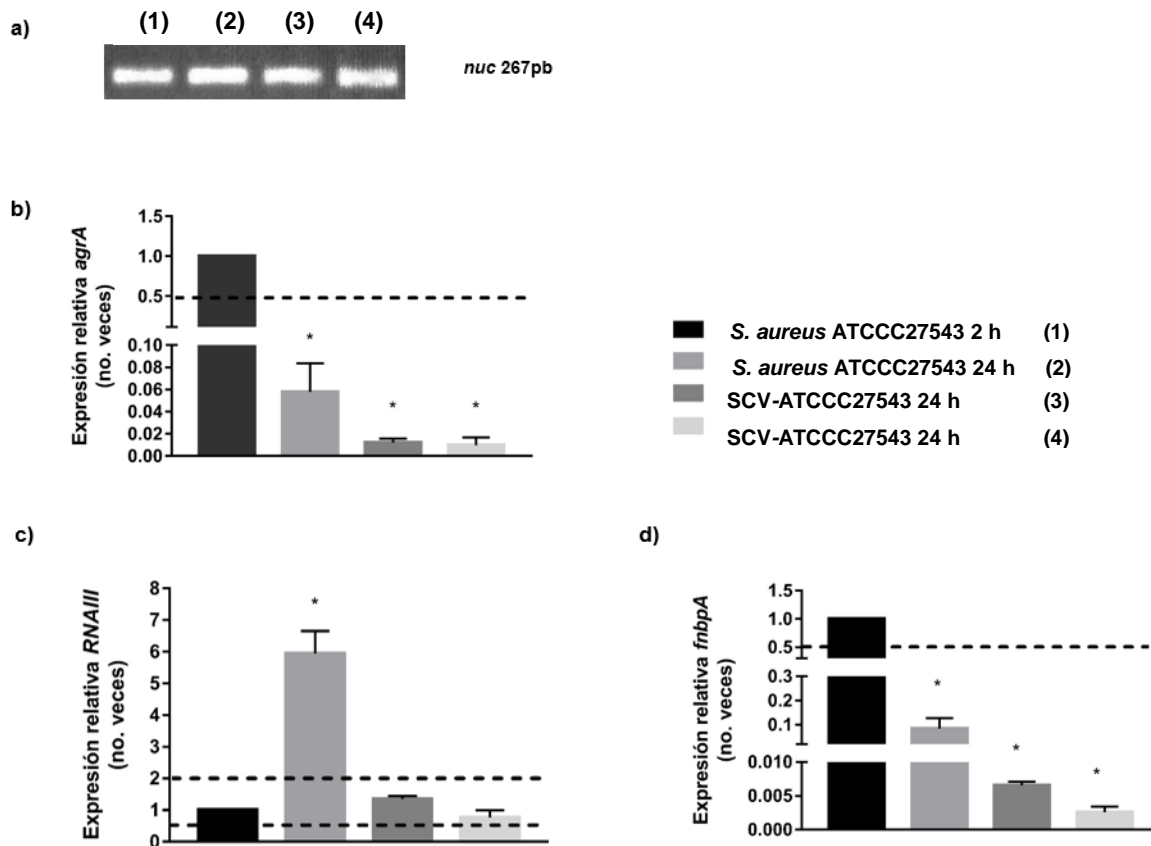 a)
(1) (2) (3) (4)
nuc 267pb
b)
Expresión relativa agrA
(no. veces)
1.5
1.0
0.5
0.10
0.08
0.06
0.04
0.02
0.00
*
*
*
S. aureus ATCCC27543 2 h (1)
S. aureus ATCCC27543 24 h (2)
SCV-ATCCC27543 24 h (3)
SCV-ATCCC27543 24 h (4)
c)
Expresión relativa RNAIII
(no. veces)
8
7
6
5
4
3
2
1
0
*
d)
Expresión relativa fnbpA
(no. veces)
1.5
1.0
0.5
0.3
0.2
0.1
0.010
0.005
0.000
*
*
*